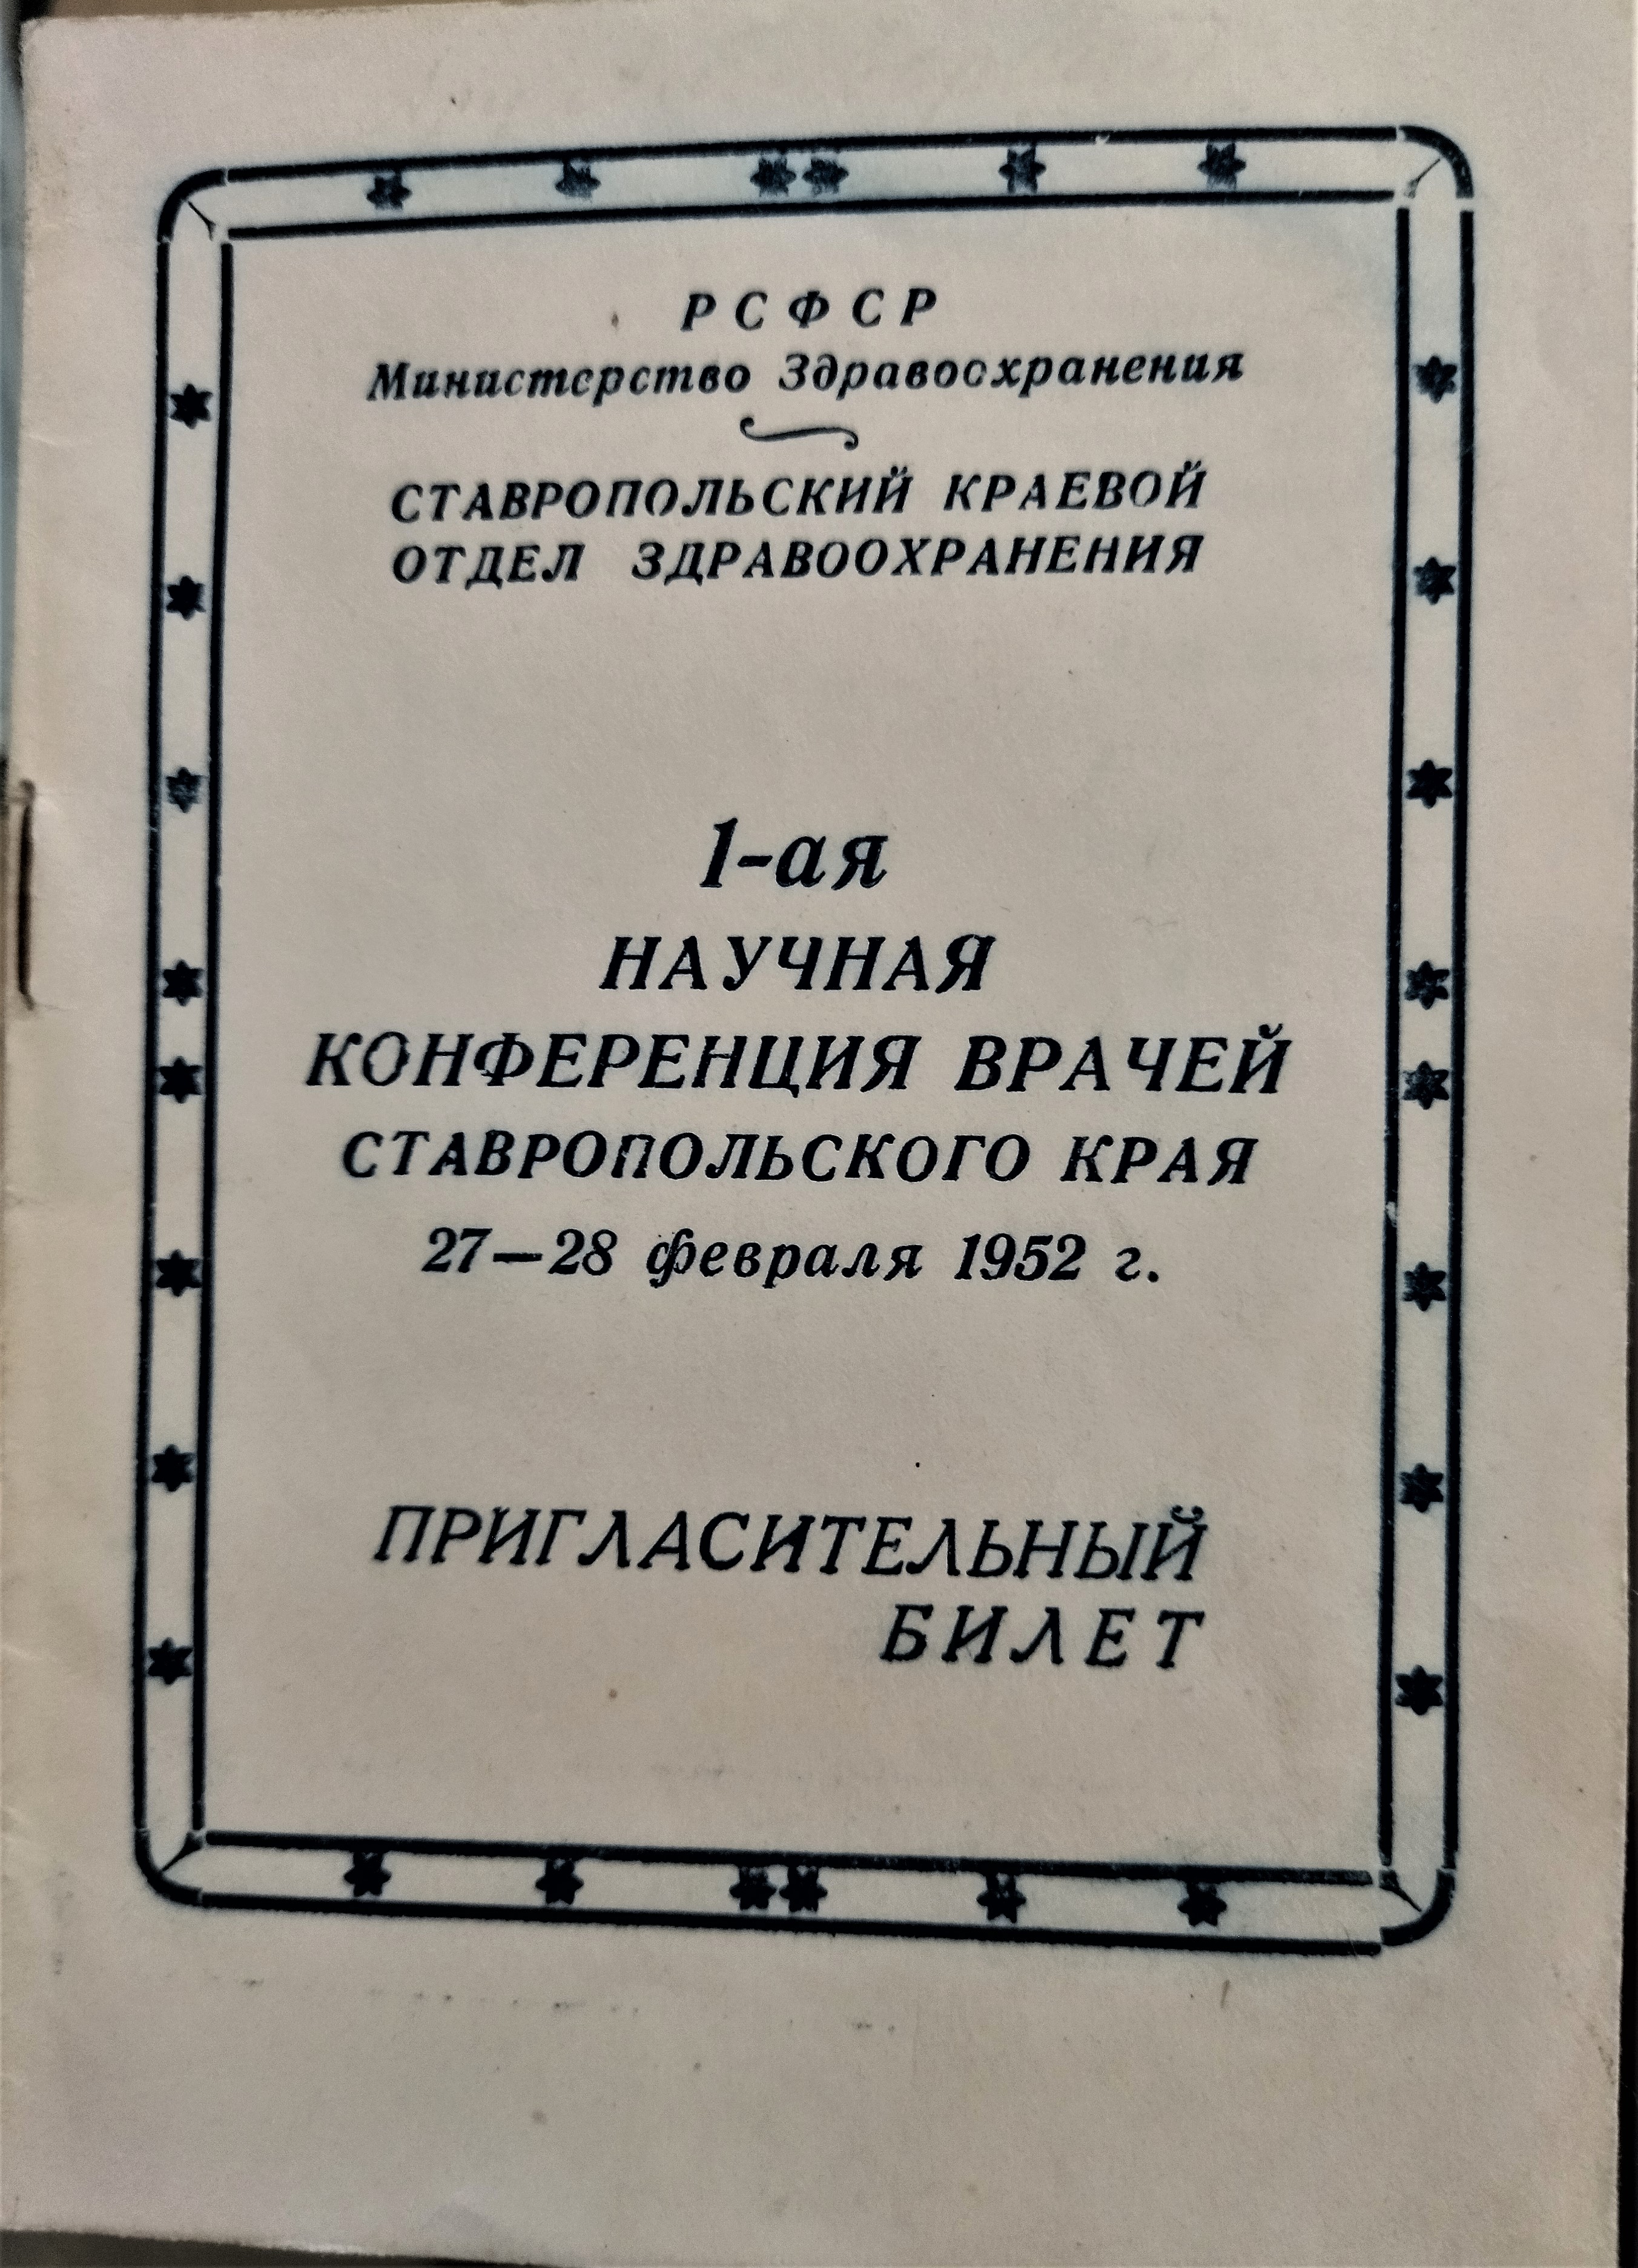 РСФСР
Министерство Здравоохранения
СТАВРОПОЛЬСКИЙ КРАЕВОЙ
ОТДЕЛ ЗДРАВООХРАНЕНИЯ
1-ая
НАУЧНАЯ
КОНФЕРЕНЦИЯ ВРАЧЕЙ
СТАВРОПОЛЬСКОГО КРАЯ
27—28 февраля 1952 г.
ПРИГЛАСИТЕЛЬНЫЙ
БИЛЕТ